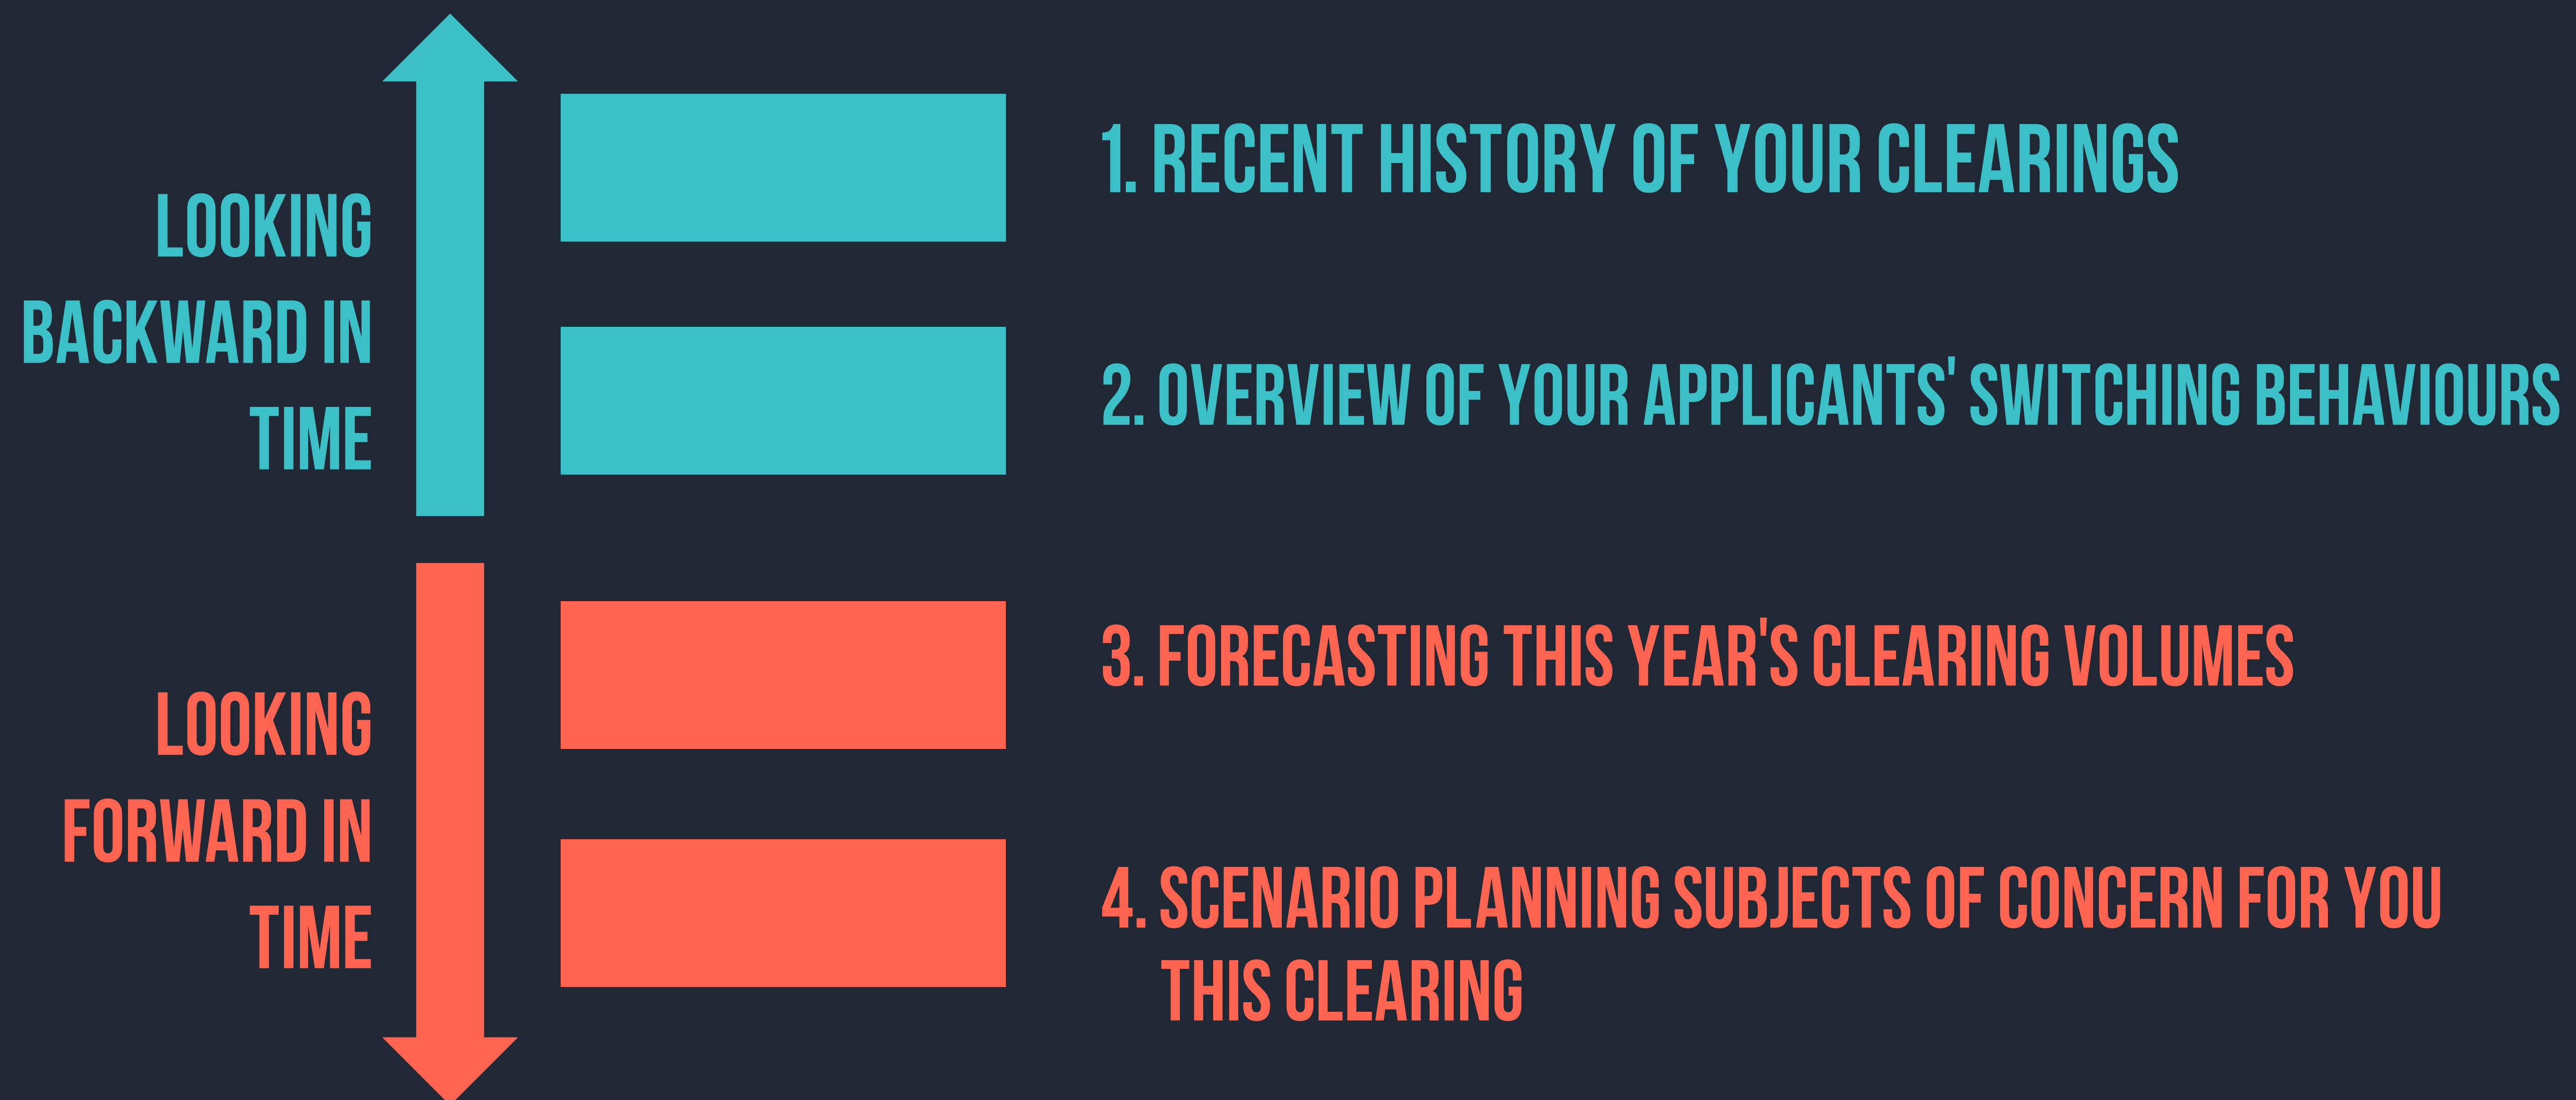 LOOKING
BACKWARD IN
TIME
1. RECENT HISTORY OF YOUR CLEARINGS
2. OVERVIEW OF YOUR APPLICANTS' SWITCHING BEHAVIOURS
LOOKING
FORWARD IN
TIME
3. FORECASTING THIS YEAR'S CLEARING VOLUMES
4. SCENARIO PLANNING SUBJECTS OF CONCERN FOR YOU
THIS CLEARING